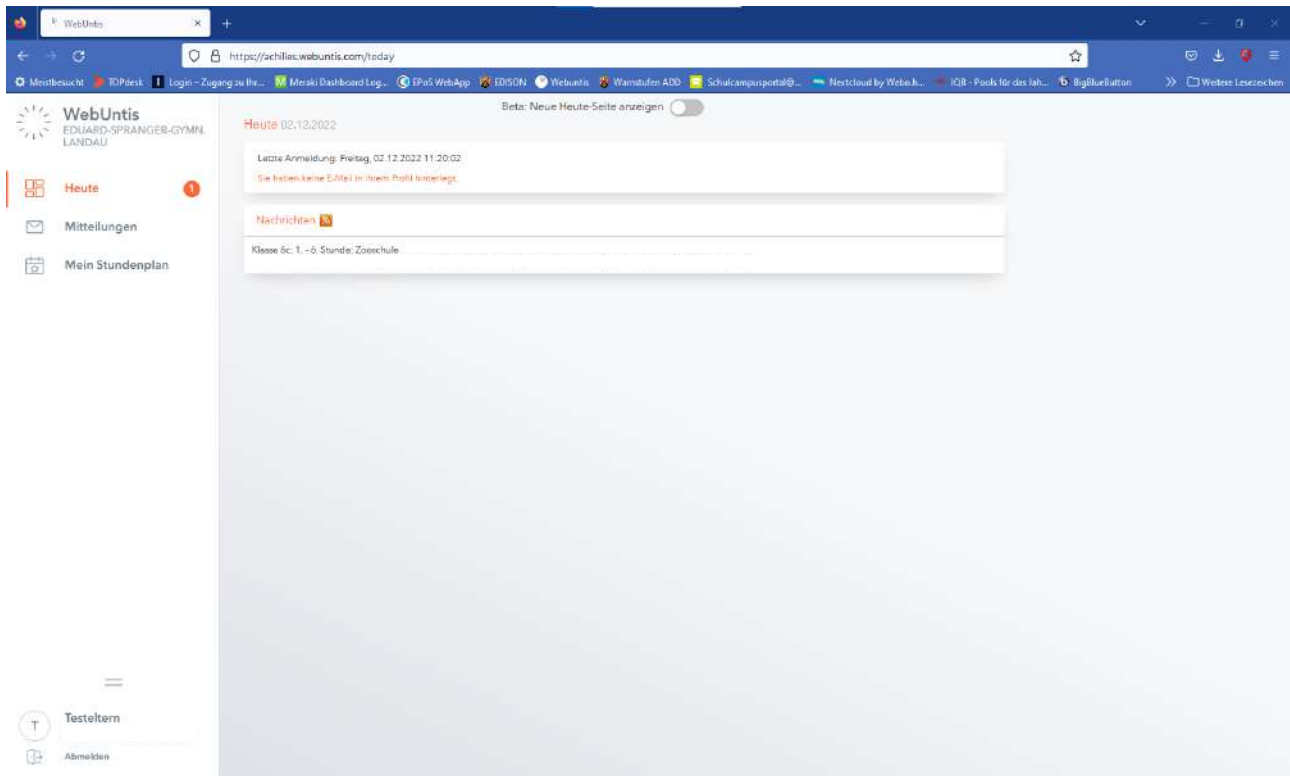 WebUntis
https://achilles.webuntis.com/today
Meistbesucht TOPdesk Login – Zugang zu Ihr... Meraki Dashboard Log... EPoS WebApp EDISON Webuntis Warnstufen ADD Schulcampusportal@... Nextcloud by Webo.h... IQB - Pools für das Jah... BigBlueButton Weitere Lesezeichen
WebUntis
EDUARD-SPRANGER-GYMN.
LANDAU
Heute 1
Mitteilungen
Mein Stundenplan
Beta: Neue Heute-Seite anzeigen
Heute 02.12.2022
Letzte Anmeldung: Freitag, 02.12.2022 11:20:02
Sie haben keine E-Mail in ihrem Profil hinterlegt.
Nachrichten
Klasse 6c: 1. - 6. Stunde: Zooschule
T Testeltern
Abmelden